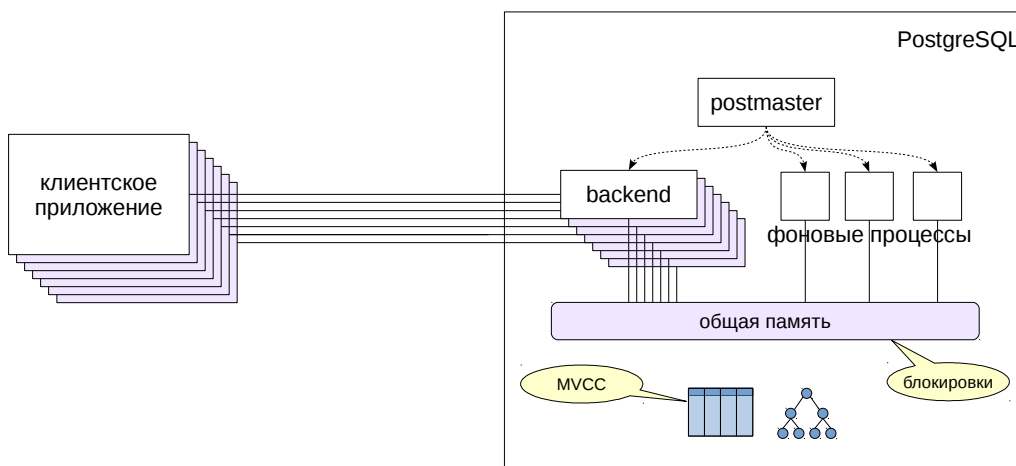 PostgreSQL
postmaster
клиентское
приложение
backend
фоновые процессы
общая память
MVCC
блокировки